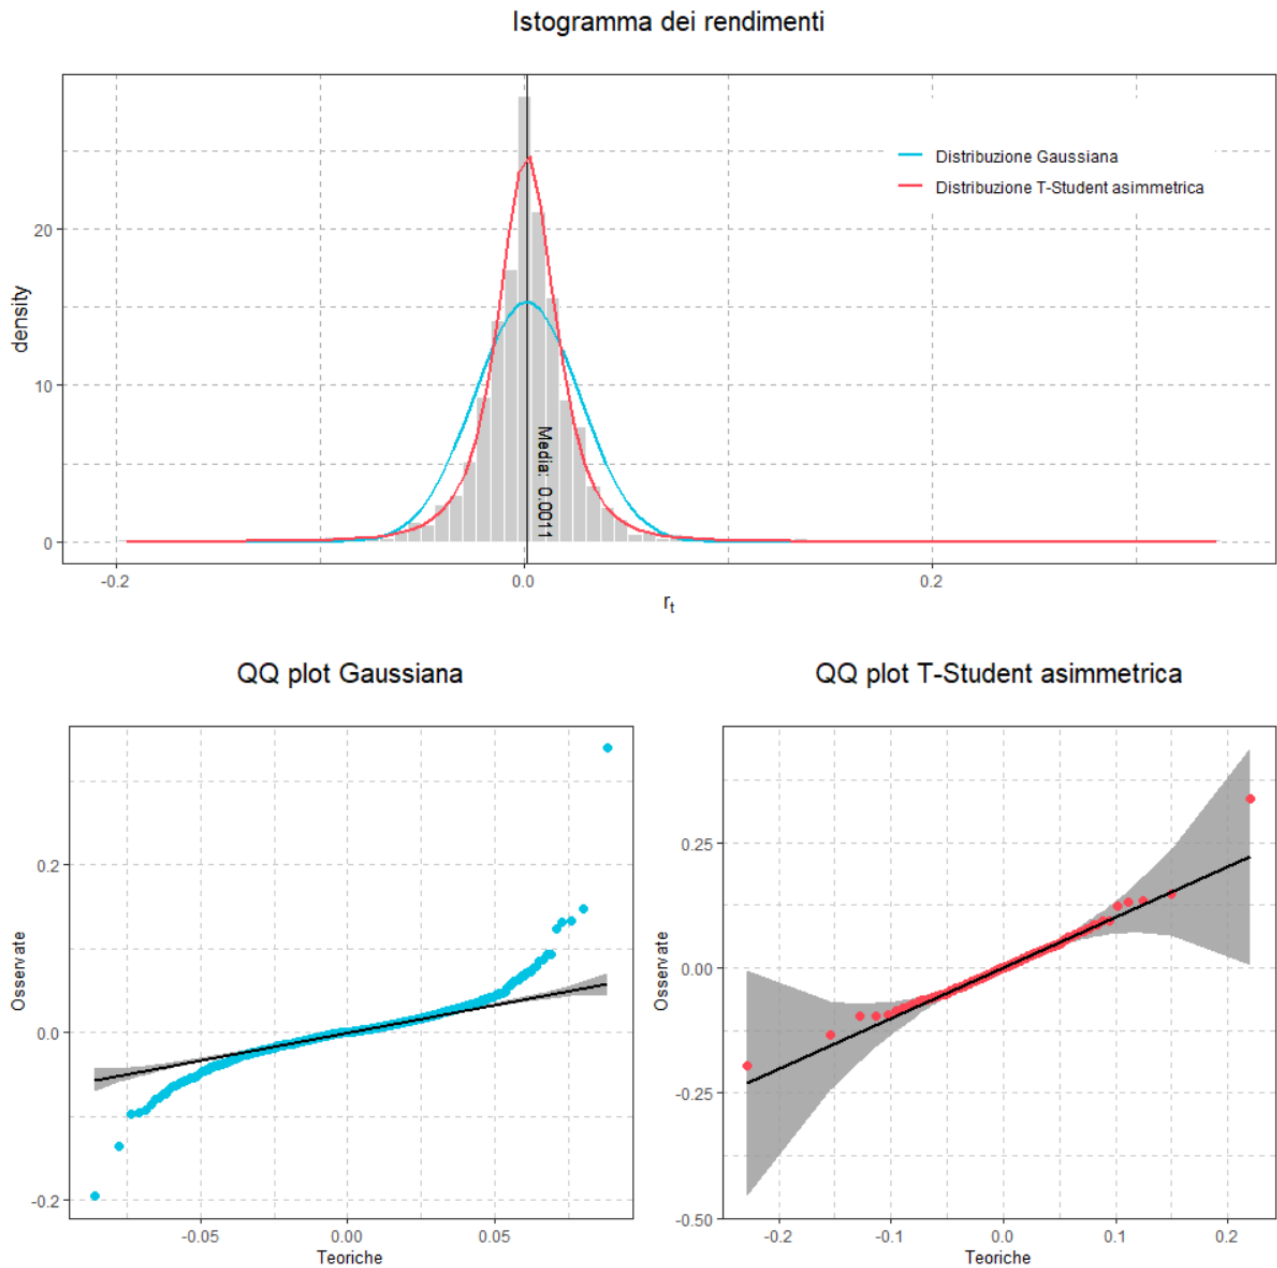 Istogramma dei rendimenti
density
20
10
0
Distribuzione Gaussiana
Distribuzione T-Student asimmetrica
Media: 0.0011
-0.2
0.0
0.2
rt
QQ plot Gaussiana
Osservate
0.2
0.0
-0.2
-0.05
0.00
0.05
Teoriche
QQ plot T-Student asimmetrica
Osservate
0.25
0.00
-0.25
-0.50
-0.2
-0.1
0.0
0.1
0.2
Teoriche